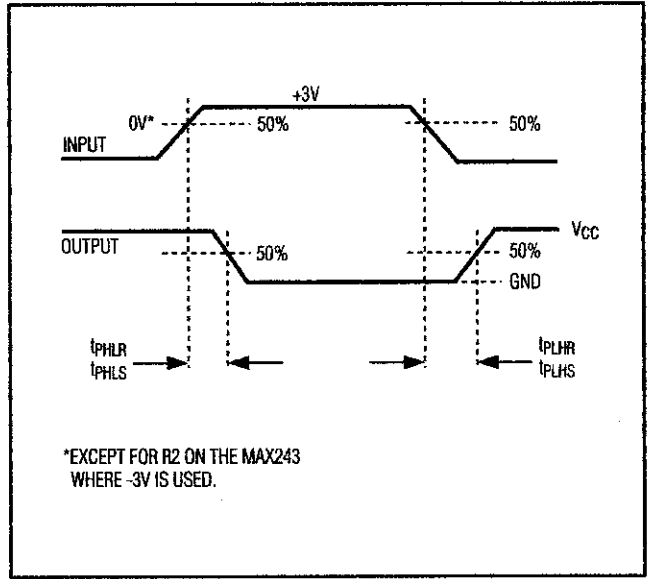 +3V
0V*
50%
50%
INPUT
VCC
OUTPUT
50%
50%
GND
tPHLR
tPHLS
tPLHR
tPLHS
*EXCEPT FOR R2 ON THE MAX243
WHERE -3V IS USED.